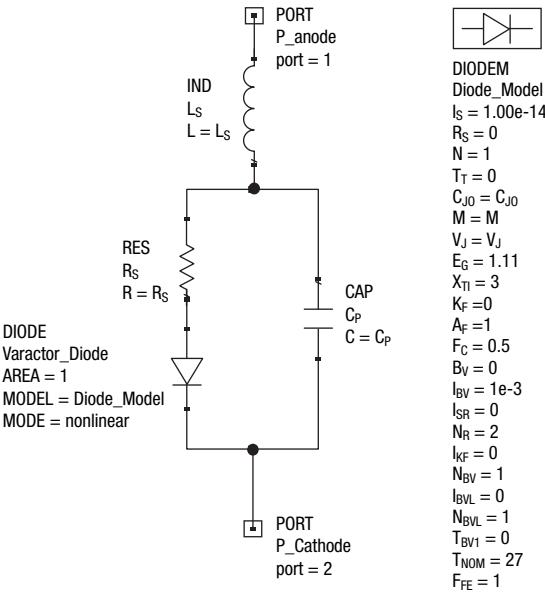 PORT
P_anode
port = 1
IND
LS
L = LS
RES
RS
R = RS
CAP
CP
C = CP
DIODE
Varactor_Diode
AREA = 1
MODEL = Diode_Model
MODE = nonlinear
PORT
P_Cathode
port = 2
DIODEM
Diode_Model
IS = 1.00e-14
RS = 0
N = 1
TT = 0
CJO = CJO
M = M
VJ = VJ
EG = 1.11
XTI = 3
KF =0
AF =1
FC = 0.5
BV = 0
IBV = 1e-3
ISR = 0
NR = 2
IKF = 0
NBV = 1
IBVL = 0
NBVL = 1
TBV1 = 0
TNOM = 27
FFE = 1